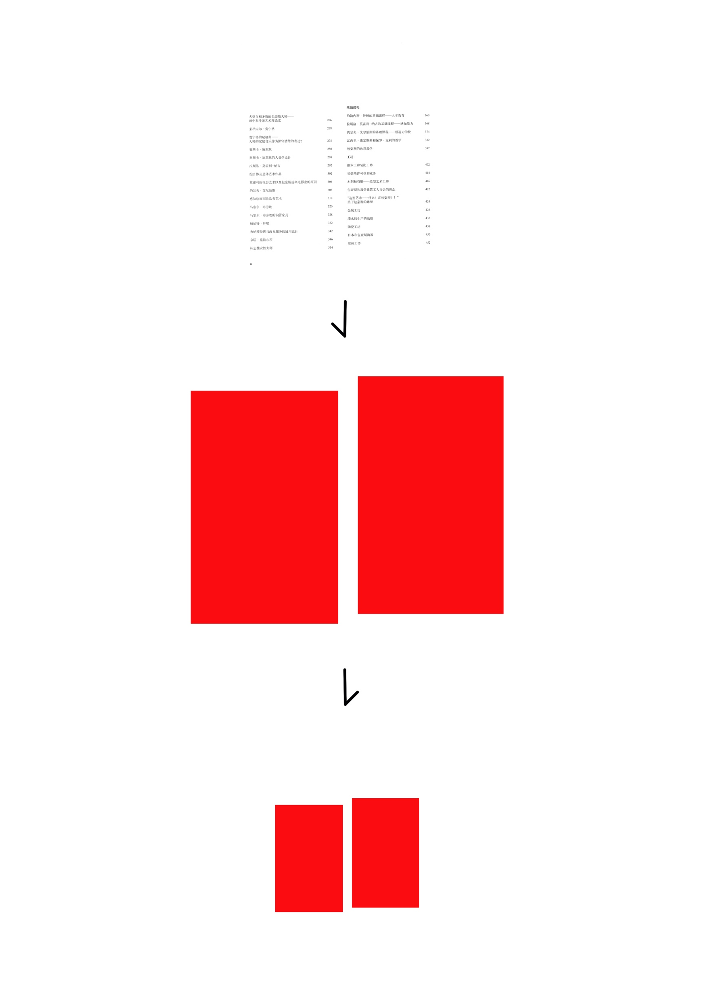 名望自相矛盾的包豪斯大师——
画中泰斗兼艺术理论家 266
莱昂内尔·费宁格 268
费宁格的赋格曲——
大师的家庭音乐作为保守情绪的表达? 278
奥斯卡·施莱默 280
奥斯卡·施莱默的人类学设计 288
拉斯洛·莫霍利-纳吉 292
综合体及总体艺术作品 302
莫霍利的电影艺术以及包豪斯远离电影业的原因 304
约瑟夫·艾尔伯斯 308
感知绘画而非欧普艺术 318
马塞尔·布劳埃 320
马塞尔·布劳埃的钢管家具 328
赫伯特·拜耶 332
为纳粹经济与政权服务的通用设计 342
京塔·施特尔茨 346
标志性女性大师 354
6
基础课程
约翰内斯·伊顿的基础课程——人本教育 360
拉斯洛·莫霍利-纳吉的基础课程——感知能力 368
约瑟夫·艾尔伯斯的基础课程——创造力学校 374
瓦西里·康定斯基和保罗·克利的教学 382
包豪斯的色彩教学 392
工坊
细木工和装配工坊 402
包豪斯许可权和业务 414
木刻和石雕——造型艺术工坊 416
包豪斯和教堂建筑工人行会的理念 422
“造型艺术……什么? 在包豪斯? ! ”
关于包豪斯的雕塑 424
金属工坊 426
流水线生产的法则 436
陶瓷工坊 438
日本和包豪斯陶器 450
壁画工坊 452